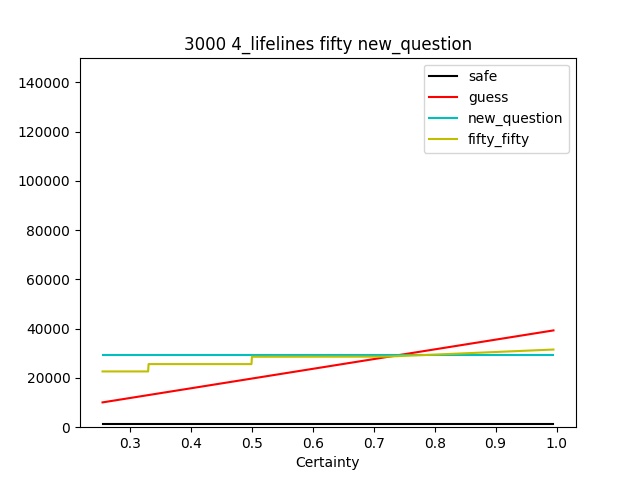 3000 4_lifelines fifty new_question
safe
guess
new_question
fifty_fifty
140000
120000
100000
80000
60000
40000
20000
0
0.3 0.4 0.5 0.6 0.7 0.8 0.9 1.0
Certainty